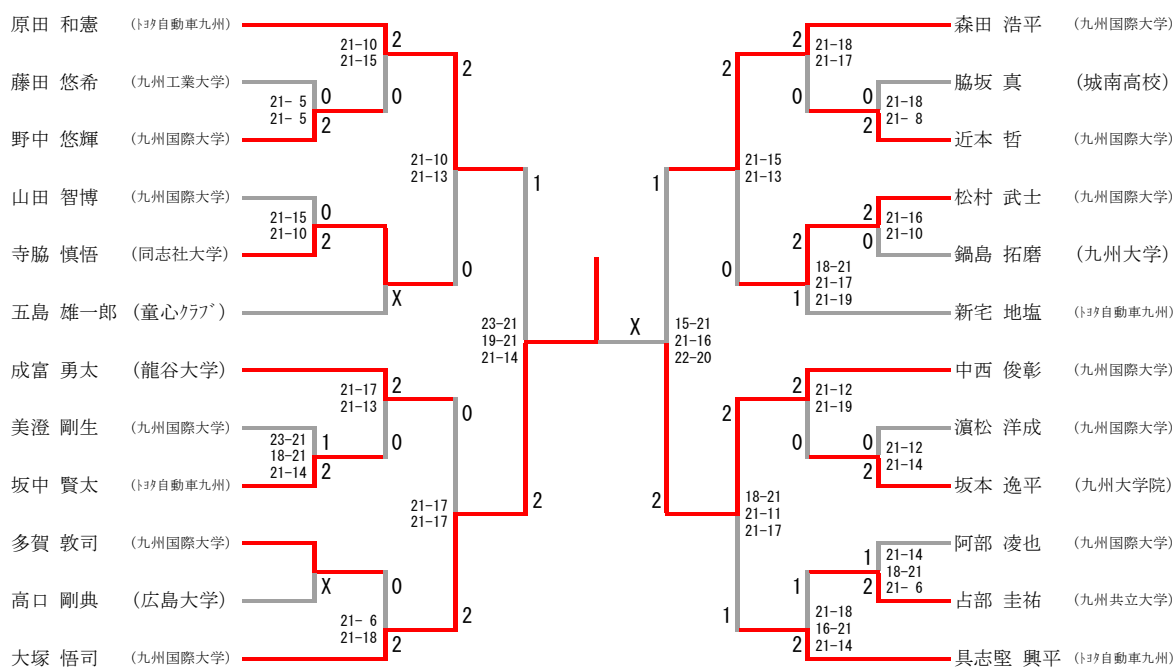 原田 和憲 (ﾄﾖﾀ自動車九州)
21-10 2
21-15
2
藤田 悠希 (九州工業大学)
21- 5 0 0
21- 5 2
野中 悠輝 (九州国際大学)
21-10
21-13
1
山田 智博 (九州国際大学)
21-15 0
21-10 2
寺脇 慎悟 (同志社大学)
0
X
五島 雄一郎 (童心ｸﾗﾌﾞ)
23-21
19-21
21-14
成富 勇太 (龍谷大学)
21-17 2
21-13
0
美澄 剛生 (九州国際大学)
23-21 1 0
18-21
21-14 2
坂中 賢太 (ﾄﾖﾀ自動車九州)
21-17
21-17
2
多賀 敦司 (九州国際大学)
X 0
高口 剛典 (広島大学)
21- 6
21-18 2
2
大塚 悟司 (九州国際大学)
X
森田 浩平 (九州国際大学)
2 21-18
21-17
2
脇坂 真 (城南高校)
0 0 21-18
2 21- 8
近本 哲 (九州国際大学)
1 21-15
21-13
松村 武士 (九州国際大学)
2 21-16
0 21-10
2
鍋島 拓磨 (九州大学)
0
18-21
21-17
1 21-19
新宅 地塩 (ﾄﾖﾀ自動車九州)
15-21
21-16
22-20
中西 俊彰 (九州国際大学)
2 21-12
21-19
2
濵松 洋成 (九州国際大学)
0 0 21-12
2 21-14
坂本 逸平 (九州大学院)
2 18-21
21-11
21-17
阿部 凌也 (九州国際大学)
1 21-14
18-21
2 21- 6
占部 圭祐 (九州共立大学)
1
1 21-18
16-21
2 21-14
具志堅 興平 (ﾄﾖﾀ自動車九州)